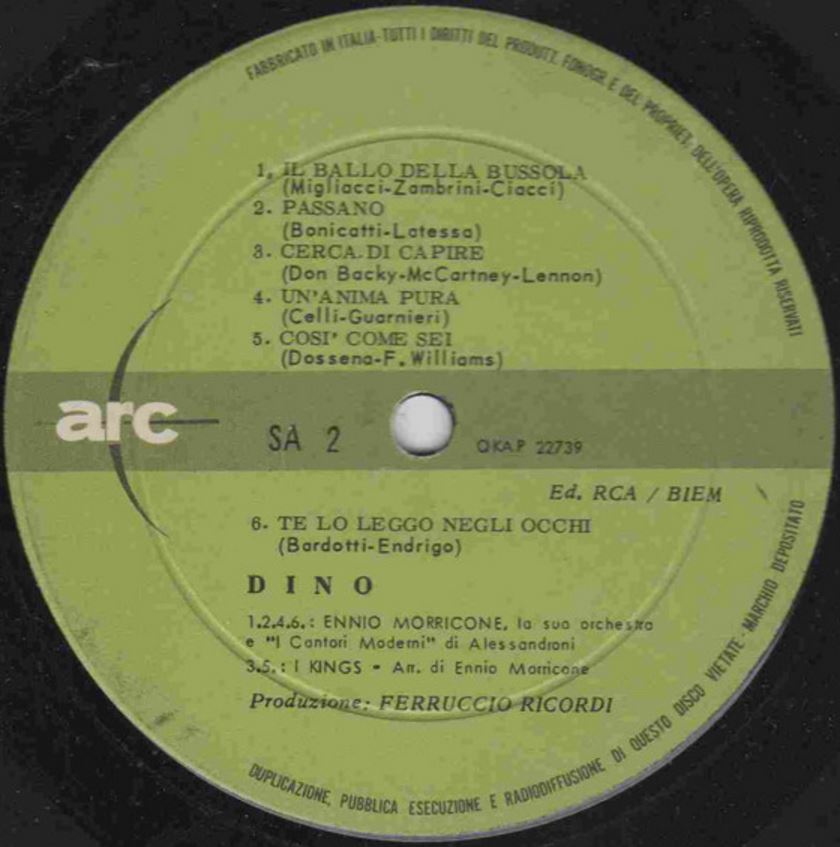 FABBRICATO IN ITALIA-TUTTI I DIRITTI DEL PRODUTT. FONOGR. E DEL PROPRIET. DELL'OPERA RIPRODOTTA RISERVATI
1. IL BALLO DELLA BUSSOLA
(Migliacci-Zambrini-Ciacci)
2. PASSANO
(Bonicatti-Latessa)
3. CERCA DI CAPIRE
(Don Backy-McCartney-Lennon)
4. UN'ANIMA PURA
(Celli-Guarnieri)
5. COSI' COME SEI
(Dossena-F. Williams)
arc
SA 2
QKAP 22739
Ed. RCA / BIEM
6. TE LO LEGGO NEGLI OCCHI
(Bardotti-Endrigo)
DINO
1.2.4.6.: ENNIO MORRICONE, la sua orchestra
e "I Cantori Moderni" di Alessandroni
3.5.: I KINGS - Arr. di Ennio Morricone
Produzione: FERRUCCIO RICORDI
DUPLICAZIONE, PUBBLICA ESECUZIONE E RADIODIFFUSIONE DI QUESTO DISCO VIETATE - MARCHIO DEPOSITATO